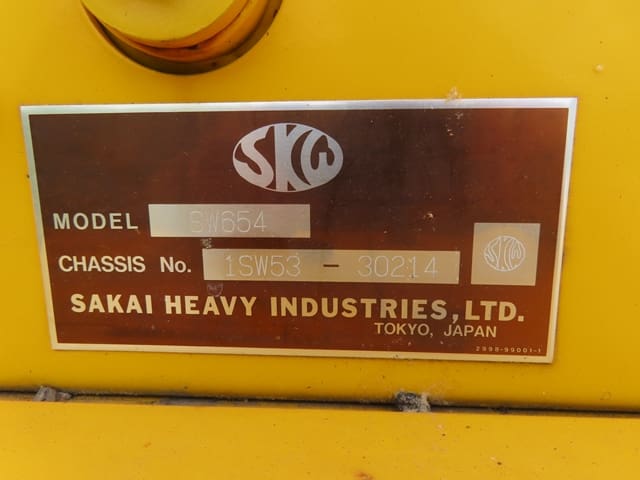 SKW
MODEL SW654
CHASSIS No. 1SW53 - 30214
SKW
SAKAI HEAVY INDUSTRIES, LTD.
TOKYO, JAPAN
2998-99001-1